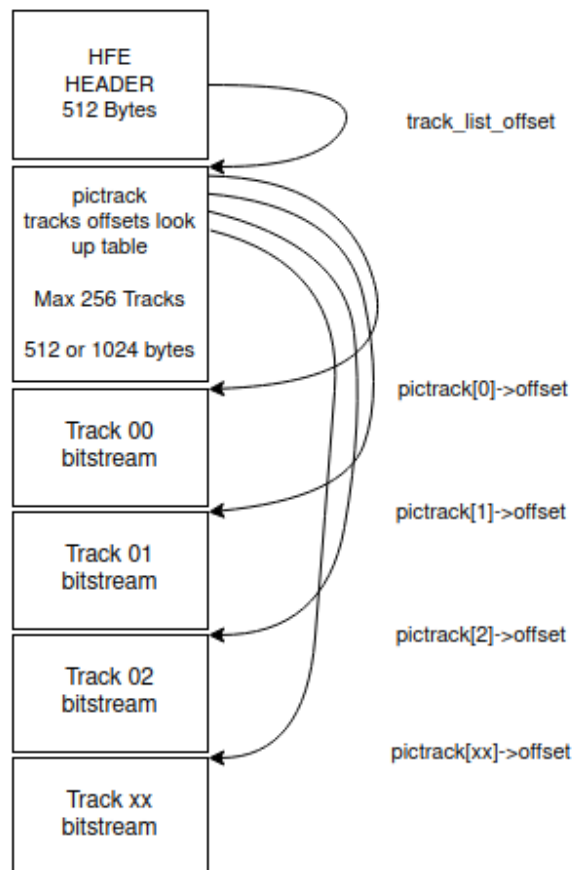 HFE
HEADER
512 Bytes
track_list_offset
pictrack
tracks offsets look
up table
Max 256 Tracks
512 or 1024 bytes
pictrack[0]->offset
Track 00
bitstream
pictrack[1]->offset
Track 01
bitstream
pictrack[2]->offset
Track 02
bitstream
pictrack[xx]->offset
Track xx
bitstream